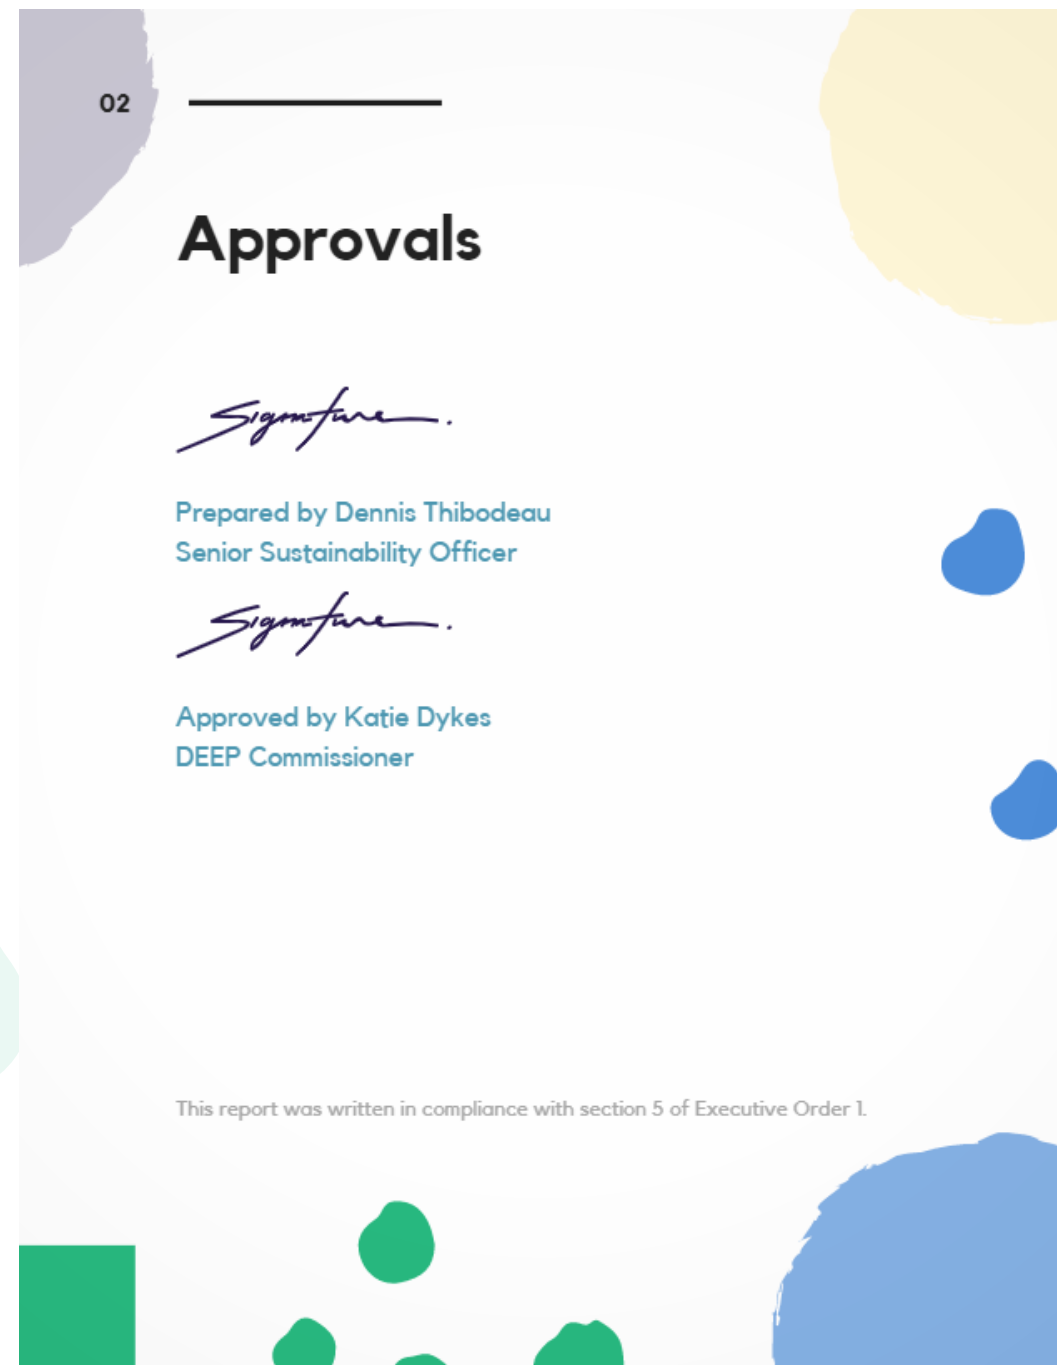 02
Approvals
Signature.
Prepared by Dennis Thibodeau
Senior Sustainability Officer
Signature.
Approved by Katie Dykes
DEEP Commissioner
This report was written in compliance with section 5 of Executive Order 1.